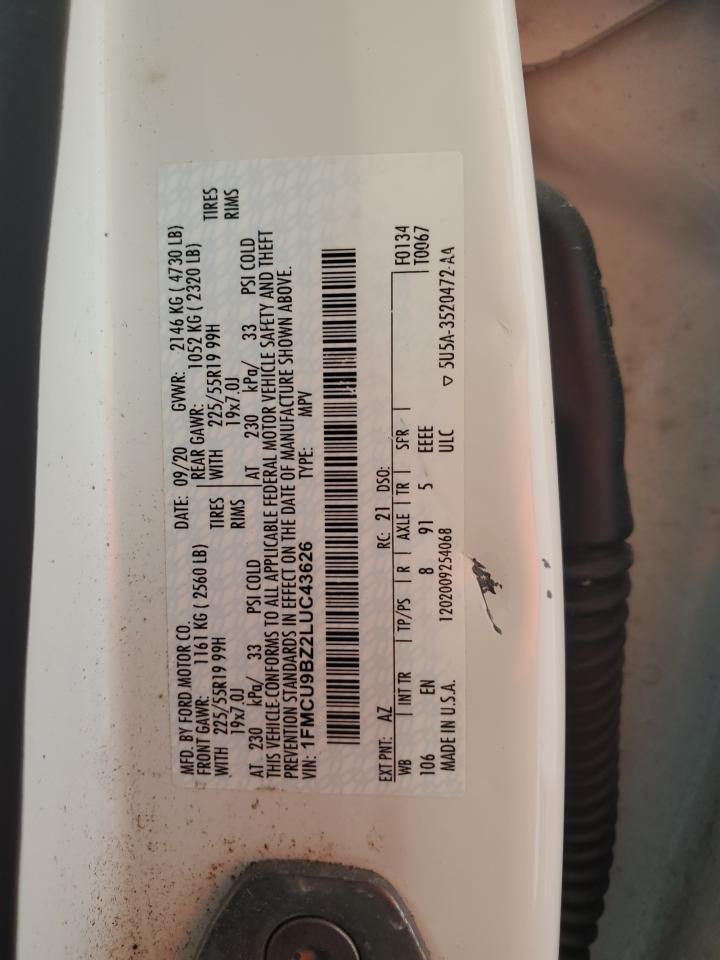 MFD. BY FORD MOTOR CO. DATE: 09/20 GVWR: 2146 KG ( 4730 LB)
FRONT GAWR: 1161 KG ( 2560 LB) REAR GAWR: 1052 KG ( 2320 LB)
WITH 225/55R19 99H TIRES WITH 225/55R19 99H TIRES
19x7.0J RIMS 19x7.0J RIMS
AT 230 kPa/ 33 PSI COLD AT 230 kPa/ 33 PSI COLD
THIS VEHICLE CONFORMS TO ALL APPLICABLE FEDERAL MOTOR VEHICLE SAFETY AND THEFT
PREVENTION STANDARDS IN EFFECT ON THE DATE OF MANUFACTURE SHOWN ABOVE.
VIN: 1FMCU9BZ2LUC43626 TYPE: MPV
EXT PNT: AZ RC: 21 DSO:
WB INT TR TP/PS R AXLE TR SPR F0134
106 EN 8 91 5 EEEE T0067
MADE IN U.S.A. 1202009254068 ULC ▽ 5U5A-3520472-AA